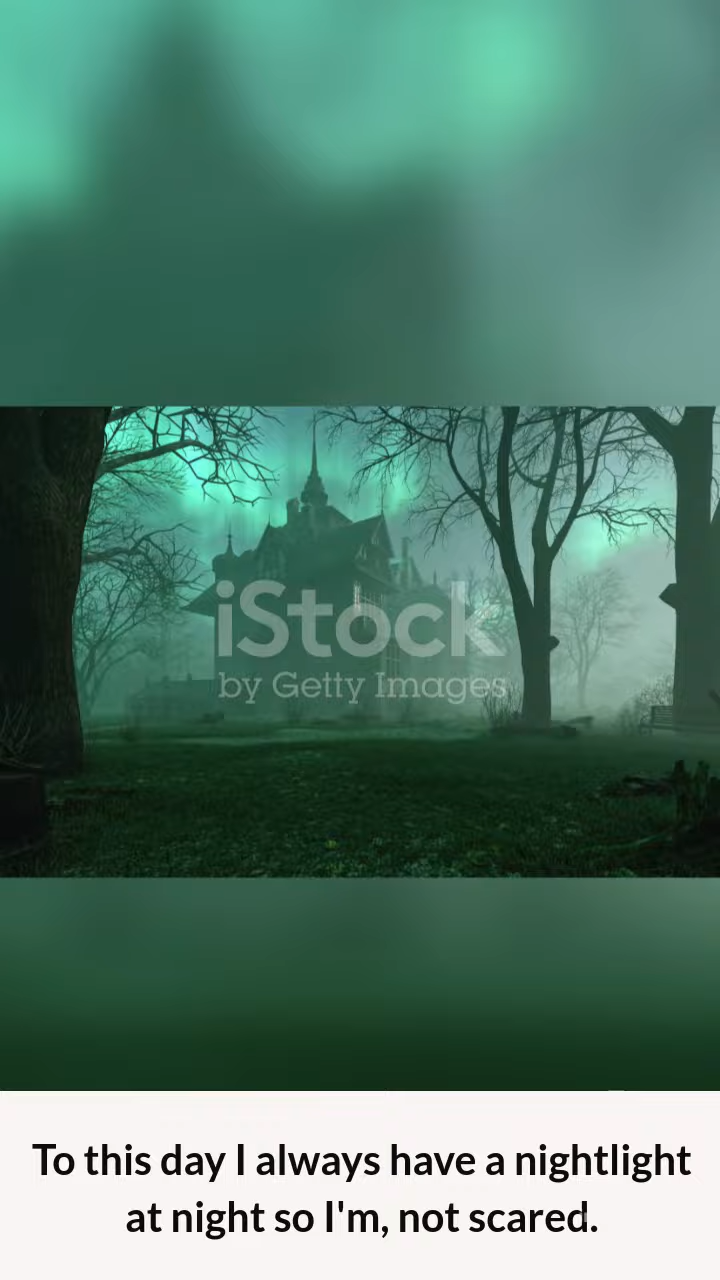 iStock
by Getty Images
To this day I always have a nightlight
at night so I'm, not scared.